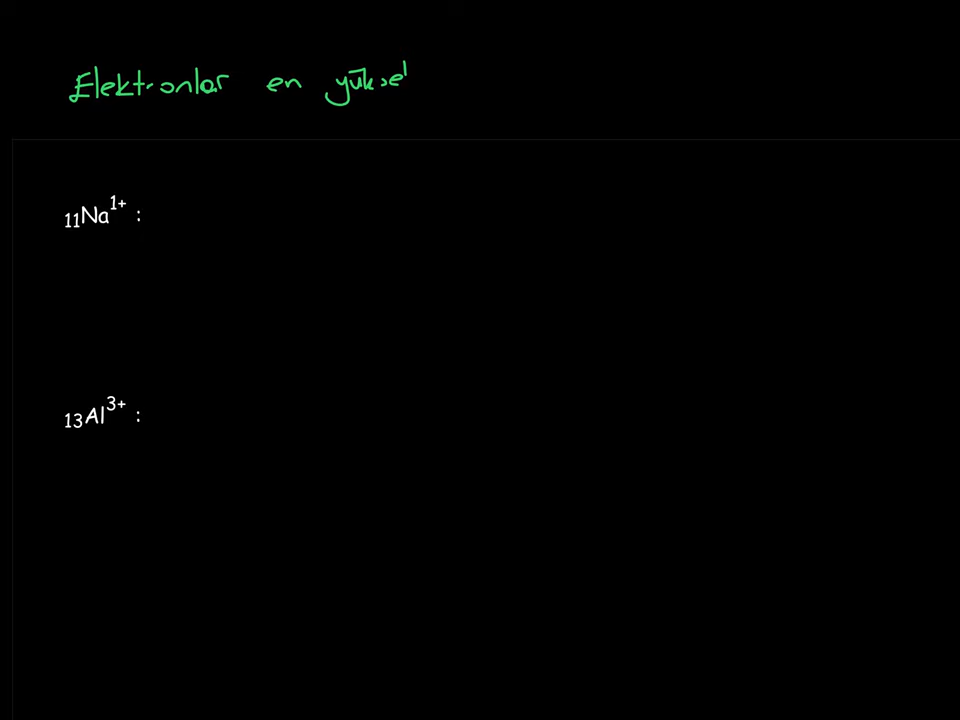 Elektronlar en yüksel
₁₁Na¹⁺ :
₁₃Al³⁺ :